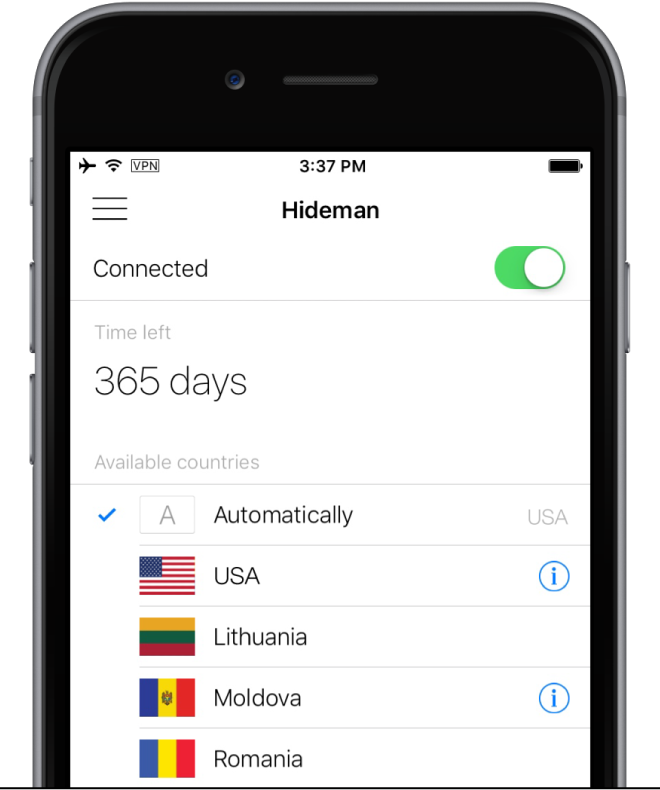 VPN 3:37 PM
Hideman
Connected
Time left
365 days
Available countries
A Automatically USA
USA
Lithuania
Moldova
Romania